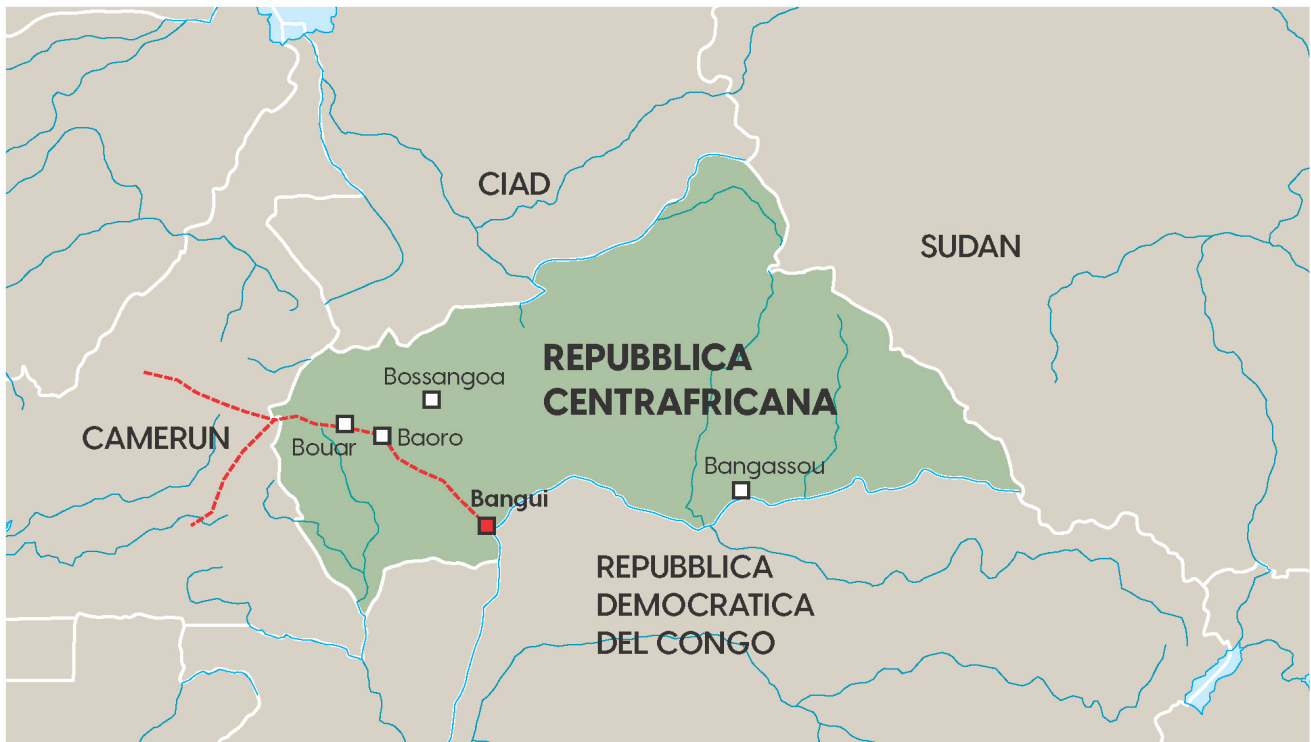 CIAD
SUDAN
REPUBBLICA
CENTRAFRICANA
Bossangoa
CAMERUN
Bouar
Baoro
Bangassou
Bangui
REPUBBLICA
DEMOCRATICA
DEL CONGO